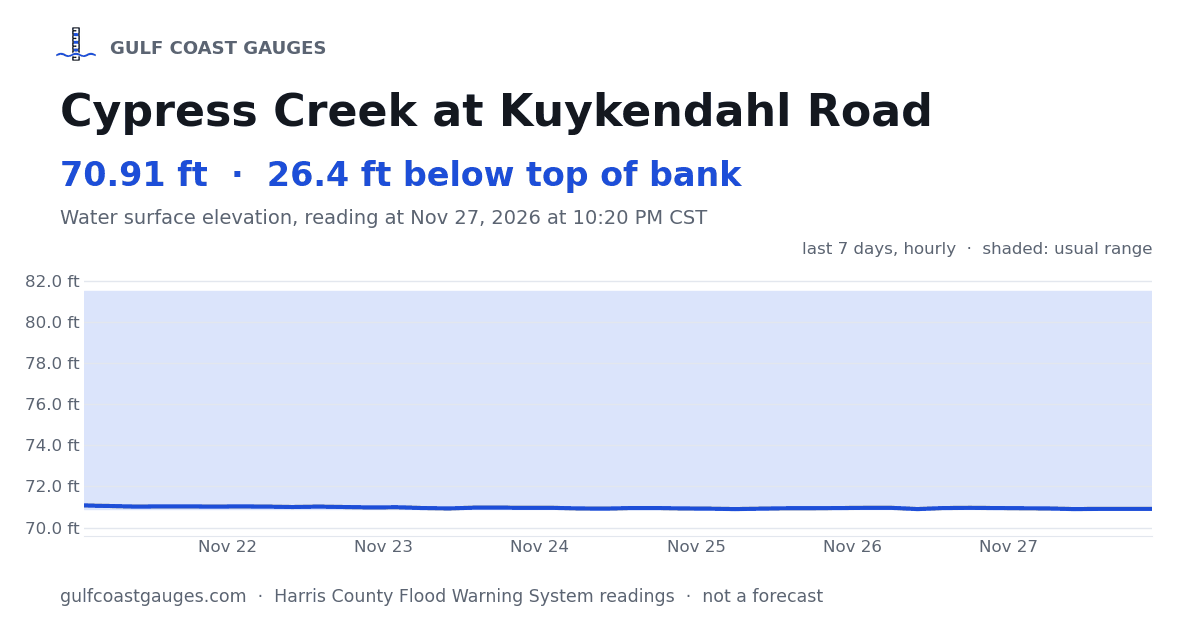 GULF COAST GAUGES
Cypress Creek at Kuykendahl Road
70.91 ft · 26.4 ft below top of bank
Water surface elevation, reading at Nov 27, 2026 at 10:20 PM CST
last 7 days, hourly · shaded: usual range
82.0 ft
80.0 ft
78.0 ft
76.0 ft
74.0 ft
72.0 ft
70.0 ft
Nov 22 Nov 23 Nov 24 Nov 25 Nov 26 Nov 27
gulfcoastgauges.com · Harris County Flood Warning System readings · not a forecast